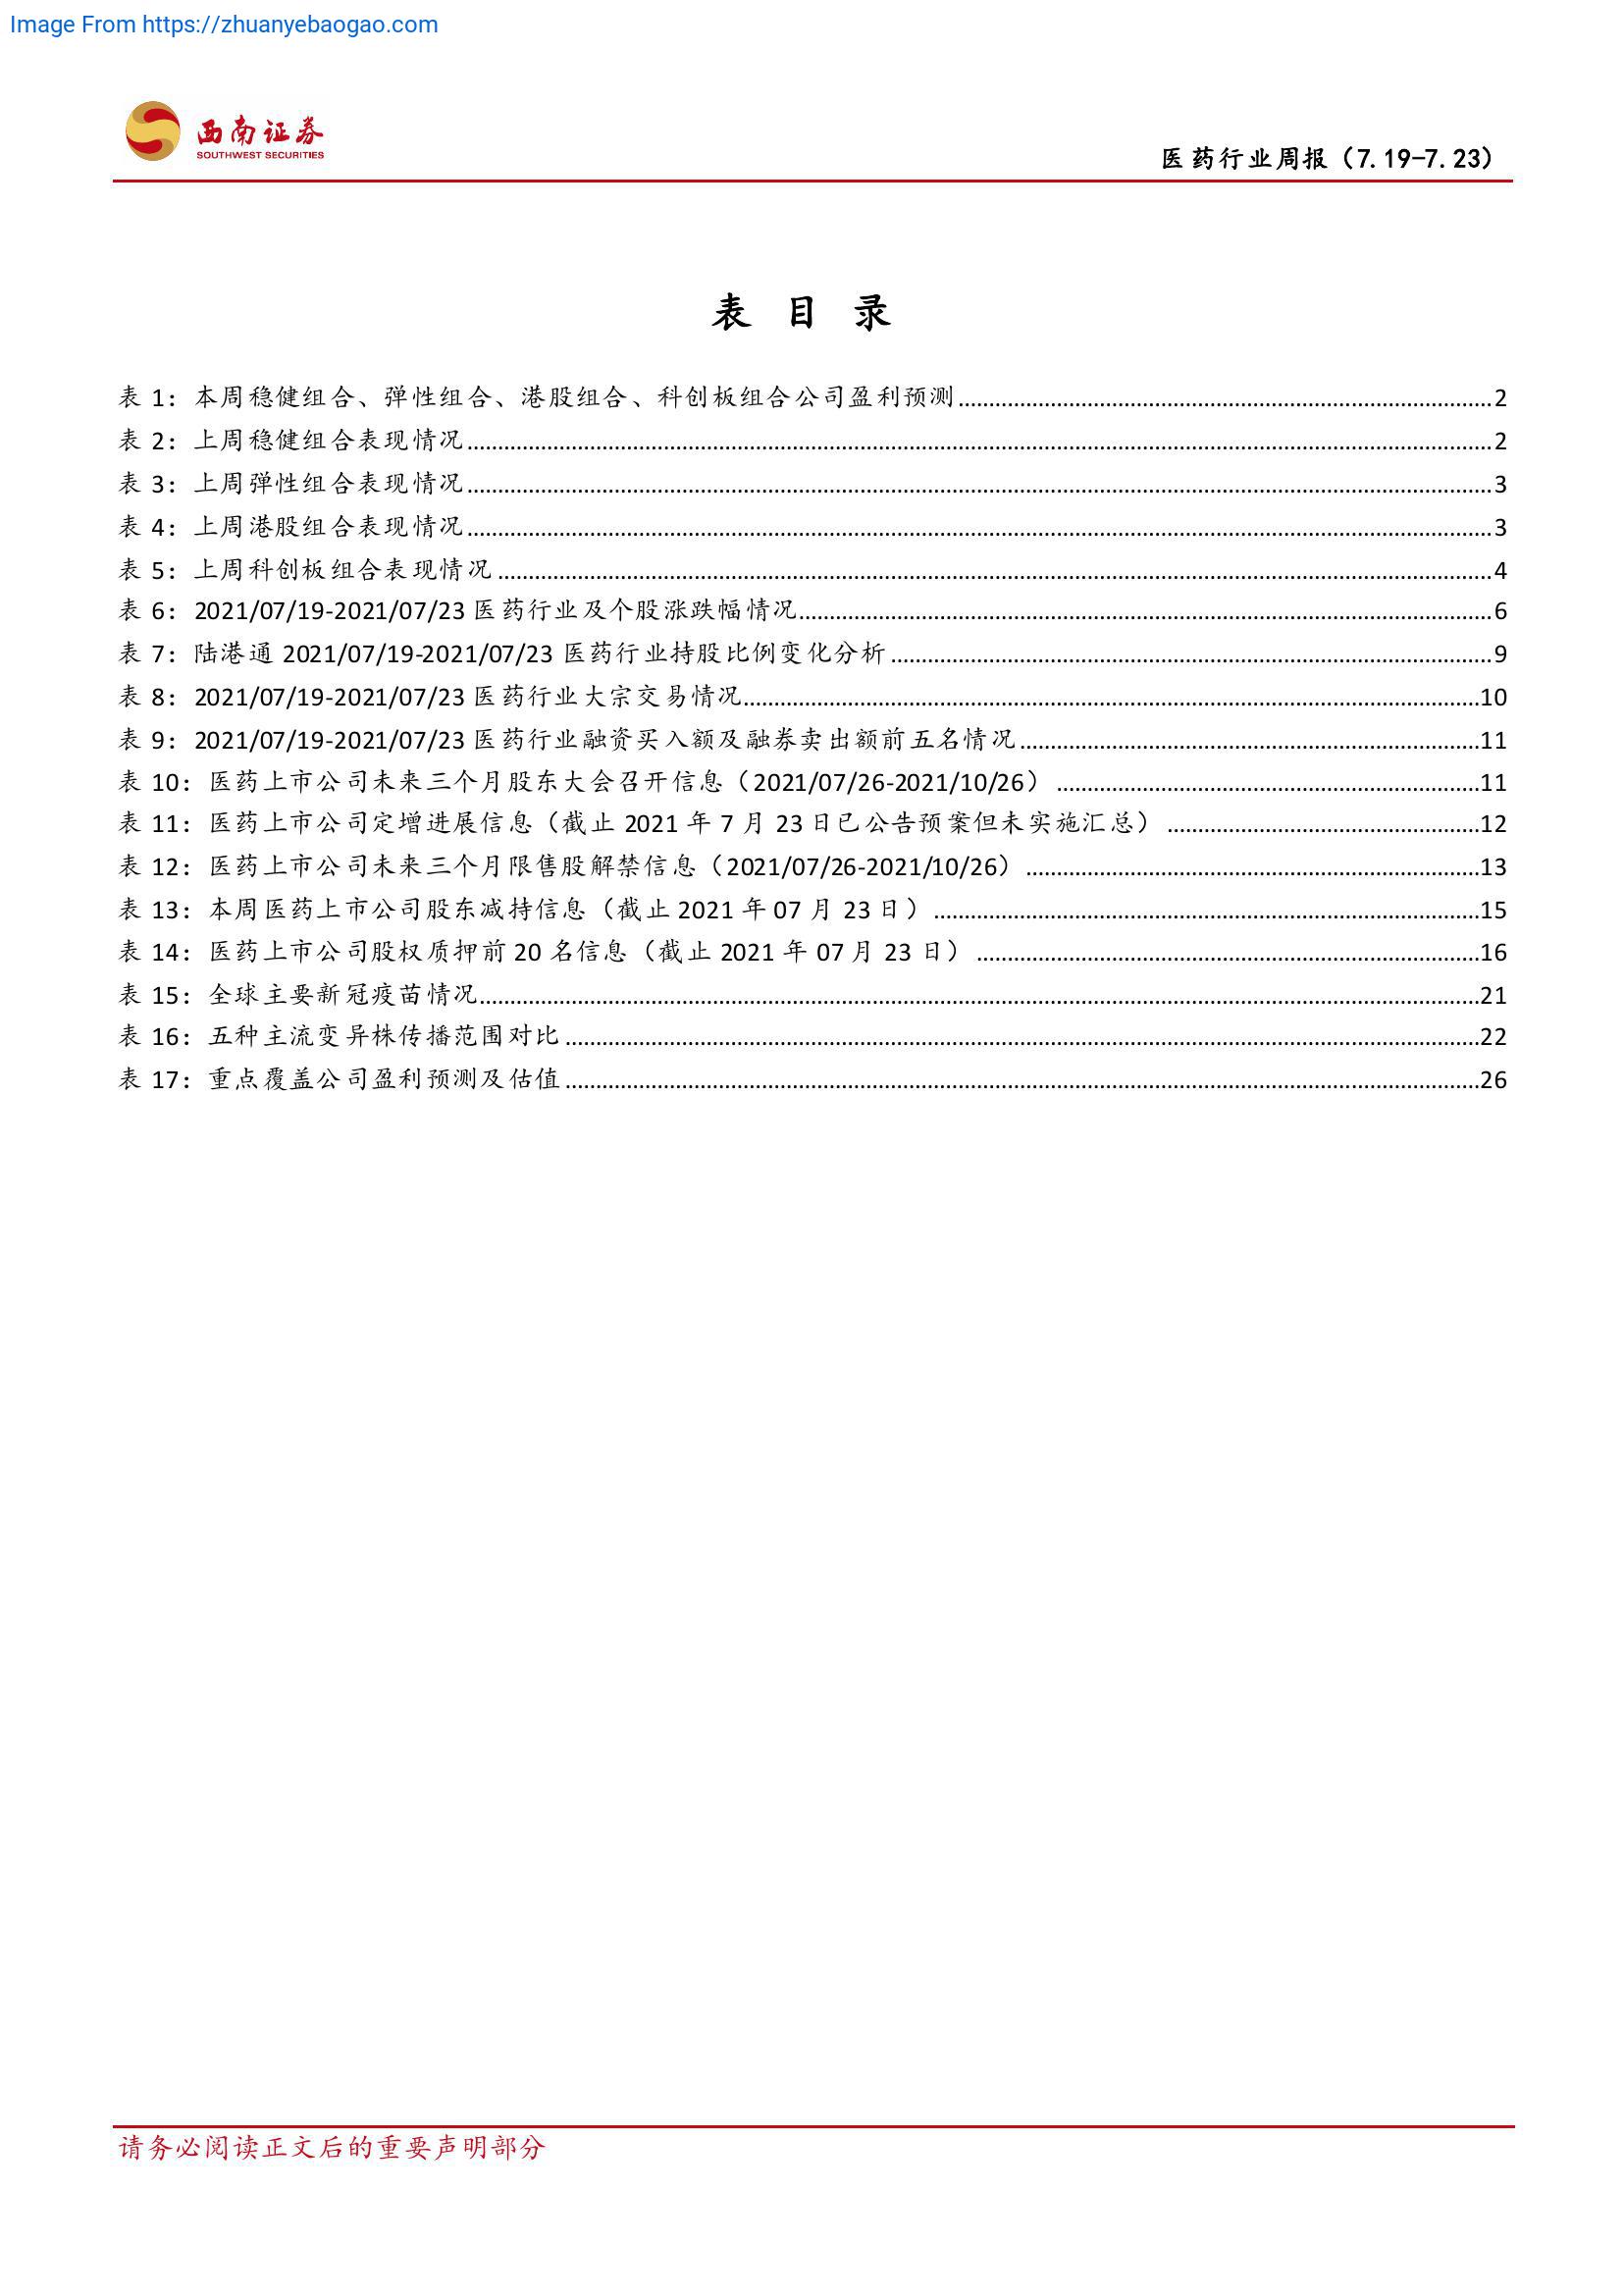 Image From https://zhuanyebaogao.com
西南证券
SOUTHWEST SECURITIES
医药行业周报（7.19-7.23）
表 目 录
表 1：本周稳健组合、弹性组合、港股组合、科创板组合公司盈利预测 2
表 2：上周稳健组合表现情况 2
表 3：上周弹性组合表现情况 3
表 4：上周港股组合表现情况 3
表 5：上周科创板组合表现情况 4
表 6：2021/07/19-2021/07/23 医药行业及个股涨跌幅情况 6
表 7：陆港通 2021/07/19-2021/07/23 医药行业持股比例变化分析 9
表 8：2021/07/19-2021/07/23 医药行业大宗交易情况 10
表 9：2021/07/19-2021/07/23 医药行业融资买入额及融券卖出额前五名情况 11
表 10：医药上市公司未来三个月股东大会召开信息（2021/07/26-2021/10/26） 11
表 11：医药上市公司定增进展信息（截止 2021 年 7 月 23 日已公告预案但未实施汇总） 12
表 12：医药上市公司未来三个月限售股解禁信息（2021/07/26-2021/10/26） 13
表 13：本周医药上市公司股东减持信息（截止 2021 年 07 月 23 日） 15
表 14：医药上市公司股权质押前 20 名信息（截止 2021 年 07 月 23 日） 16
表 15：全球主要新冠疫苗情况 21
表 16：五种主流变异株传播范围对比 22
表 17：重点覆盖公司盈利预测及估值 26
请务必阅读正文后的重要声明部分